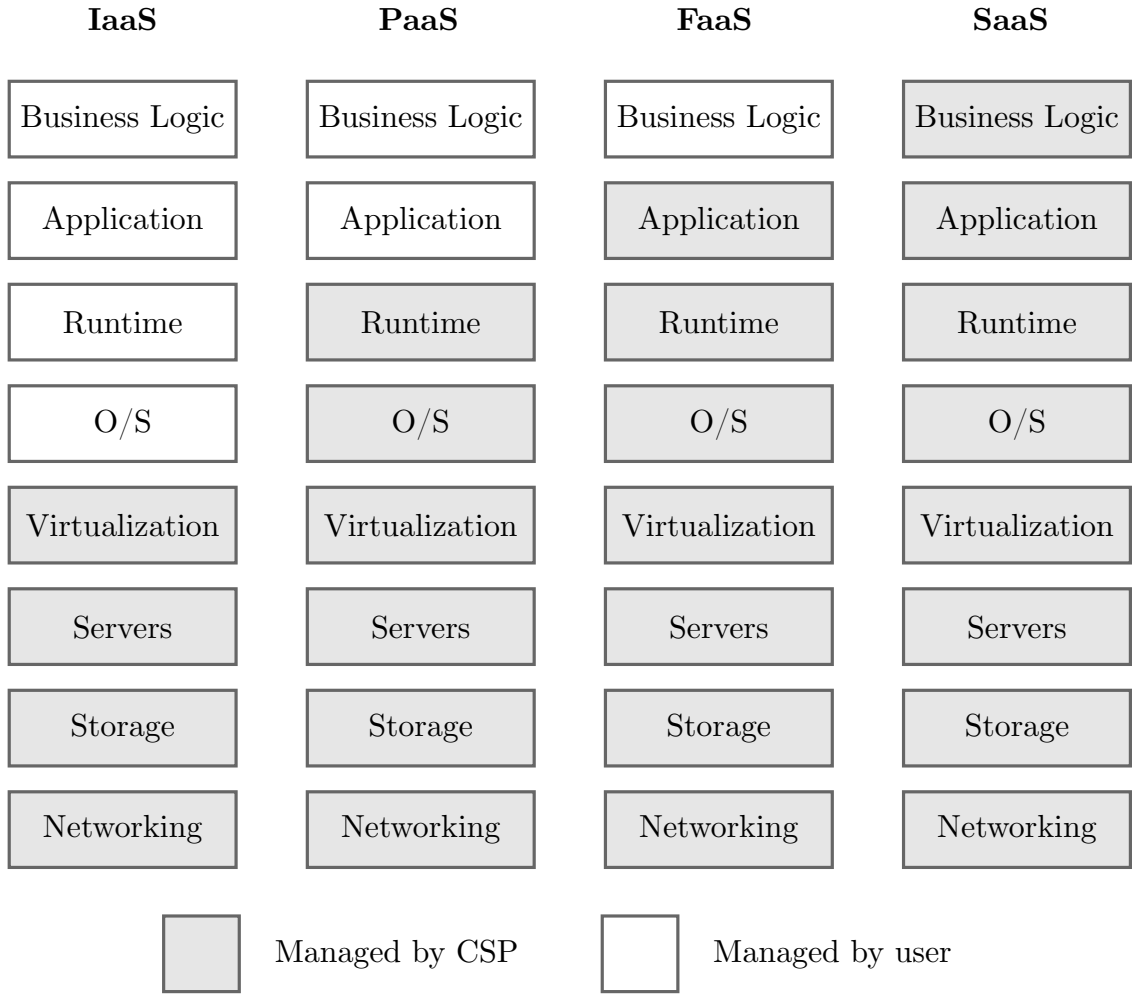 IaaS PaaS FaaS SaaS
Business Logic Business Logic Business Logic Business Logic
Application Application Application Application
Runtime Runtime Runtime Runtime
O/S O/S O/S O/S
Virtualization Virtualization Virtualization Virtualization
Servers Servers Servers Servers
Storage Storage Storage Storage
Networking Networking Networking Networking
Managed by CSP Managed by user